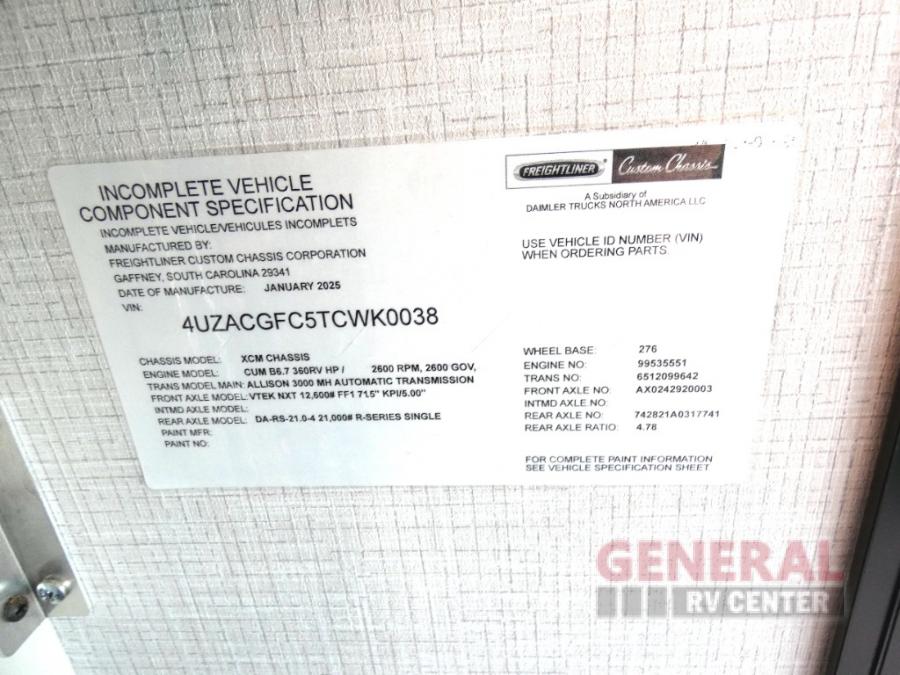 INCOMPLETE VEHICLE
COMPONENT SPECIFICATION
INCOMPLETE VEHICLE/VEHICULES INCOMPLETS
MANUFACTURED BY:
FREIGHTLINER CUSTOM CHASSIS CORPORATION
GAFFNEY, SOUTH CAROLINA 29341
DATE OF MANUFACTURE: JANUARY 2025
VIN:
4UZACGFC5TCWK0038
CHASSIS MODEL: XCM CHASSIS
ENGINE MODEL: CUM B6.7 360RV HP / 2600 RPM, 2600 GOV,
TRANS MODEL MAIN: ALLISON 3000 MH AUTOMATIC TRANSMISSION
FRONT AXLE MODEL: VTEK NXT 12,600# FF1 71.5" KPI/5.00"
INTMD AXLE MODEL:
REAR AXLE MODEL: DA-RS-21.0-4 21,000# R-SERIES SINGLE
PAINT MFR:
PAINT NO:
FREIGHTLINER Custom Chassis
A Subsidiary of
DAIMLER TRUCKS NORTH AMERICA LLC
USE VEHICLE ID NUMBER (VIN)
WHEN ORDERING PARTS.
WHEEL BASE: 276
ENGINE NO: 99535551
TRANS NO: 6512099642
FRONT AXLE NO: AX0242920003
INTMD AXLE NO:
REAR AXLE NO: 742821A0317741
REAR AXLE RATIO: 4.78
FOR COMPLETE PAINT INFORMATION
SEE VEHICLE SPECIFICATION SHEET
GENERAL
RV CENTER